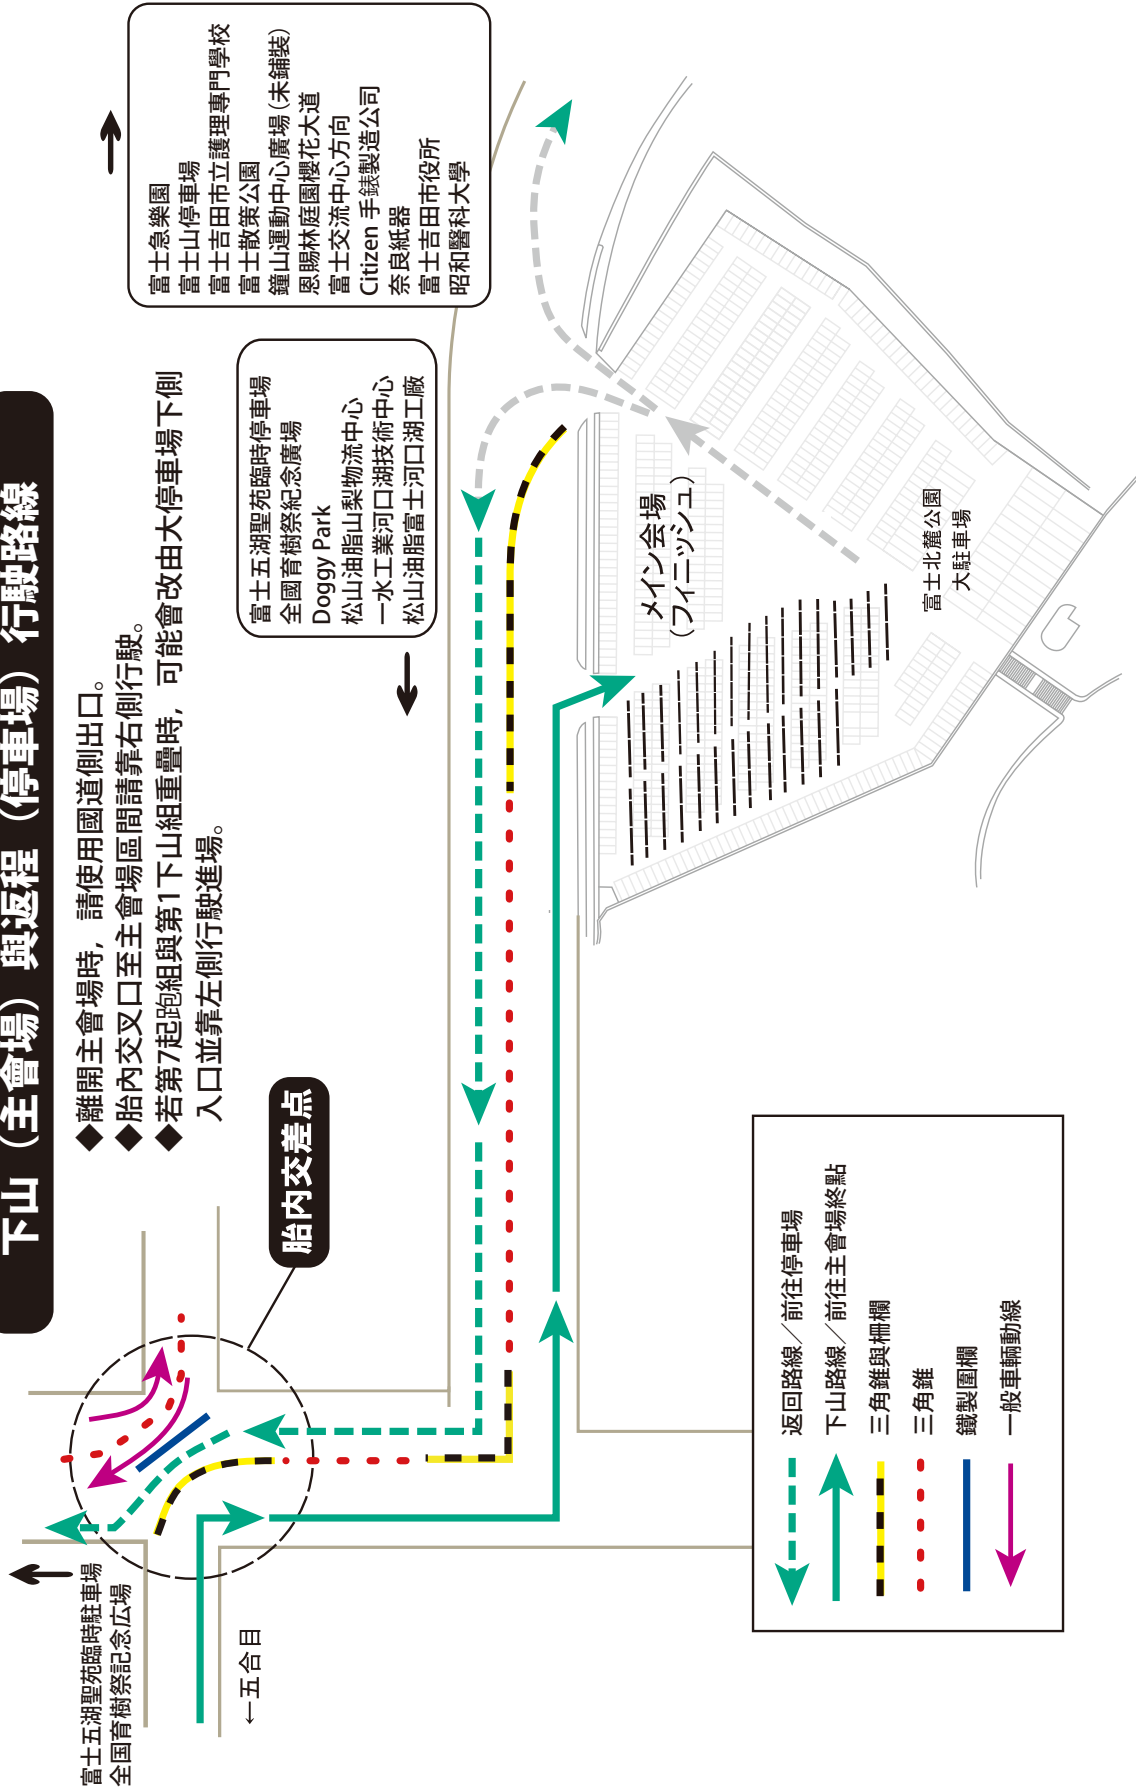 下山（主會場）與返程（停車場）行駛路線
◆離開主會場時，請使用國道側出口。
◆胎內交叉口至主會場區間請靠右側行駛。
◆若第7起跑組與第1下山組重疊時，可能會改由大停車場下側
入口並靠左側行駛進場。
富士急樂園
富士山停車場
富士吉田市立護理專門學校
富士散策公園
鐘山運動中心廣場（未鋪裝）
恩賜林庭園櫻花大道
富士交流中心方向
Citizen 手錶製造公司
奈良紙器
富士吉田市役所
昭和醫科大學
富士五湖聖苑臨時停車場
全國育樹祭紀念廣場
Doggy Park
松山油脂山梨物流中心
一水工業河口湖技術中心
松山油脂富士河口湖工廠
胎内交差点
富士五湖聖苑臨時駐車場
全国育樹祭記念広場
←五合目
メイン会場
（フィニッシュ）
富士北麓公園
大駐車場
返回路線／前往停車場
下山路線／前往主會場終點
三角錐與柵欄
三角錐
鐵製圍欄
一般車輛動線